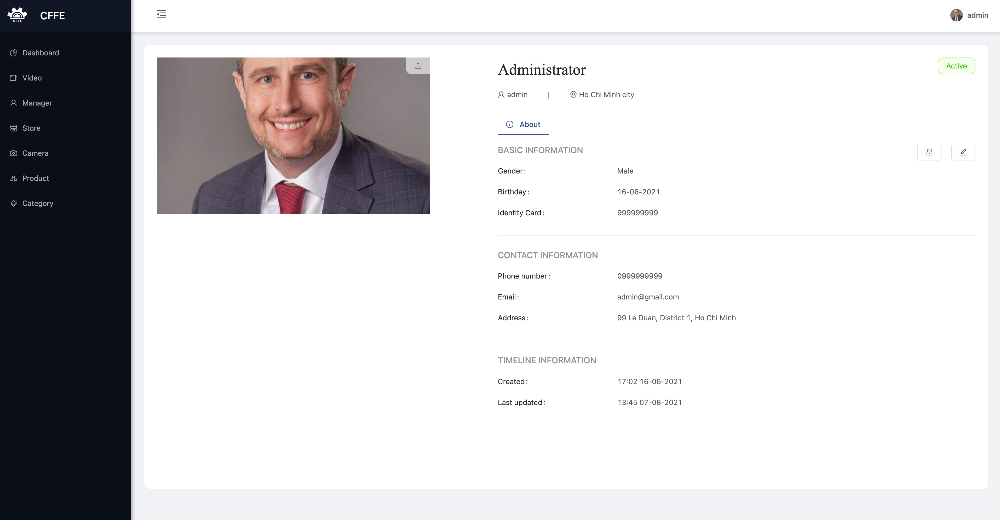 CFFE
CFFE
admin
Dashboard
Video
Manager
Store
Camera
Product
Category
Administrator
Active
admin | Ho Chi Minh city
About
BASIC INFORMATION
Gender: Male
Birthday: 16-06-2021
Identity Card: 999999999
CONTACT INFORMATION
Phone number: 0999999999
Email: admin@gmail.com
Address: 99 Le Duan, District 1, Ho Chi Minh
TIMELINE INFORMATION
Created: 17:02 16-06-2021
Last updated: 13:45 07-08-2021